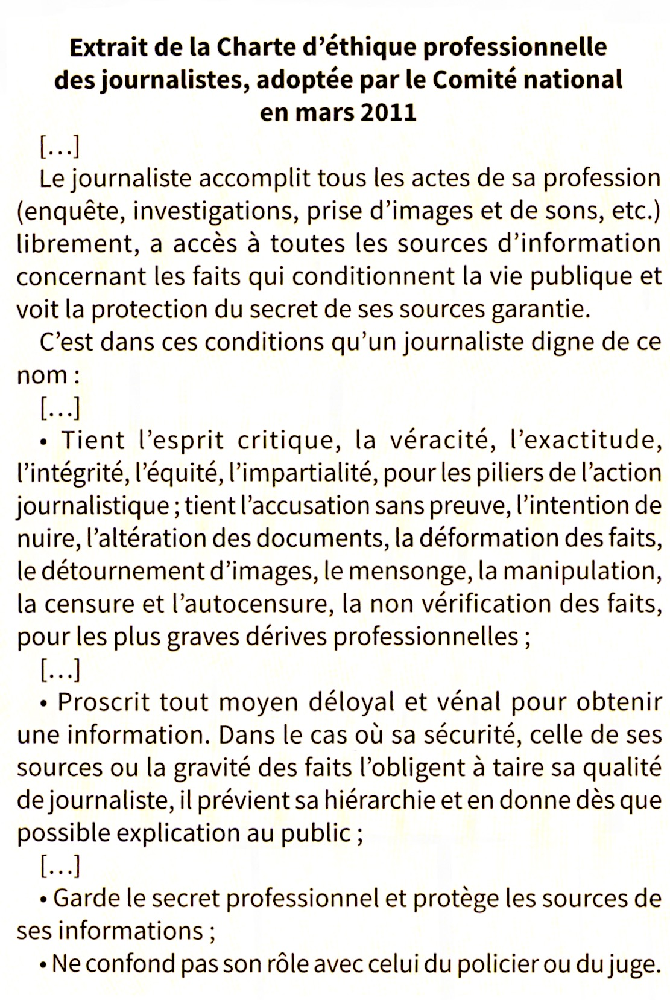 Extrait de la Charte d’éthique professionnelle
des journalistes, adoptée par le Comité national
en mars 2011
[…]
Le journaliste accomplit tous les actes de sa profession
(enquête, investigations, prise d’images et de sons, etc.)
librement, a accès à toutes les sources d’information
concernant les faits qui conditionnent la vie publique et
voit la protection du secret de ses sources garantie.
C’est dans ces conditions qu’un journaliste digne de ce
nom :
[…]
• Tient l’esprit critique, la véracité, l’exactitude,
l’intégrité, l’équité, l’impartialité, pour les piliers de l’action
journalistique ; tient l’accusation sans preuve, l’intention de
nuire, l’altération des documents, la déformation des faits,
le détournement d’images, le mensonge, la manipulation,
la censure et l’autocensure, la non vérification des faits,
pour les plus graves dérives professionnelles ;
[…]
• Proscrit tout moyen déloyal et vénal pour obtenir
une information. Dans le cas où sa sécurité, celle de ses
sources ou la gravité des faits l’obligent à taire sa qualité
de journaliste, il prévient sa hiérarchie et en donne dès que
possible explication au public ;
[…]
• Garde le secret professionnel et protège les sources de
ses informations ;
• Ne confond pas son rôle avec celui du policier ou du juge.